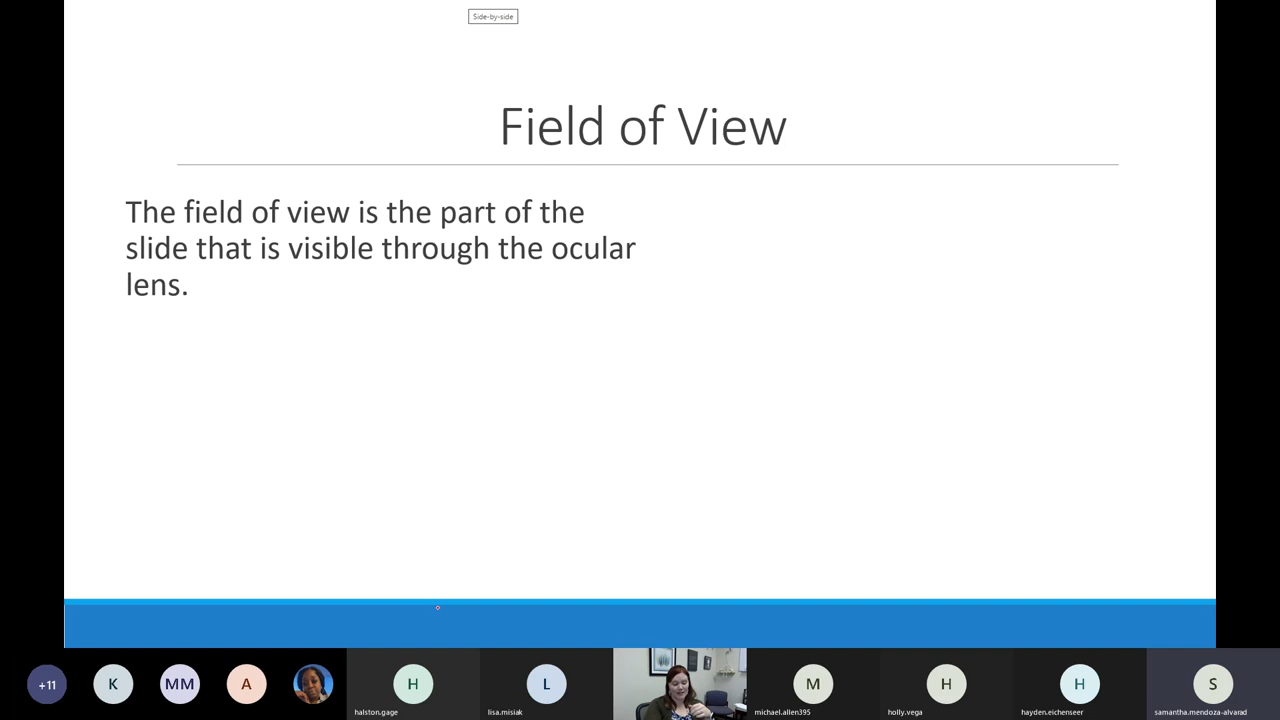 Side-by-side
Field of View
The field of view is the part of the
slide that is visible through the ocular
lens.
+11
K
MM
A
H
L
M
H
H
S
halston.gage
lisa.misiak
michael.allen395
holly.vega
hayden.eichenseer
samantha.mendoza-alvarad